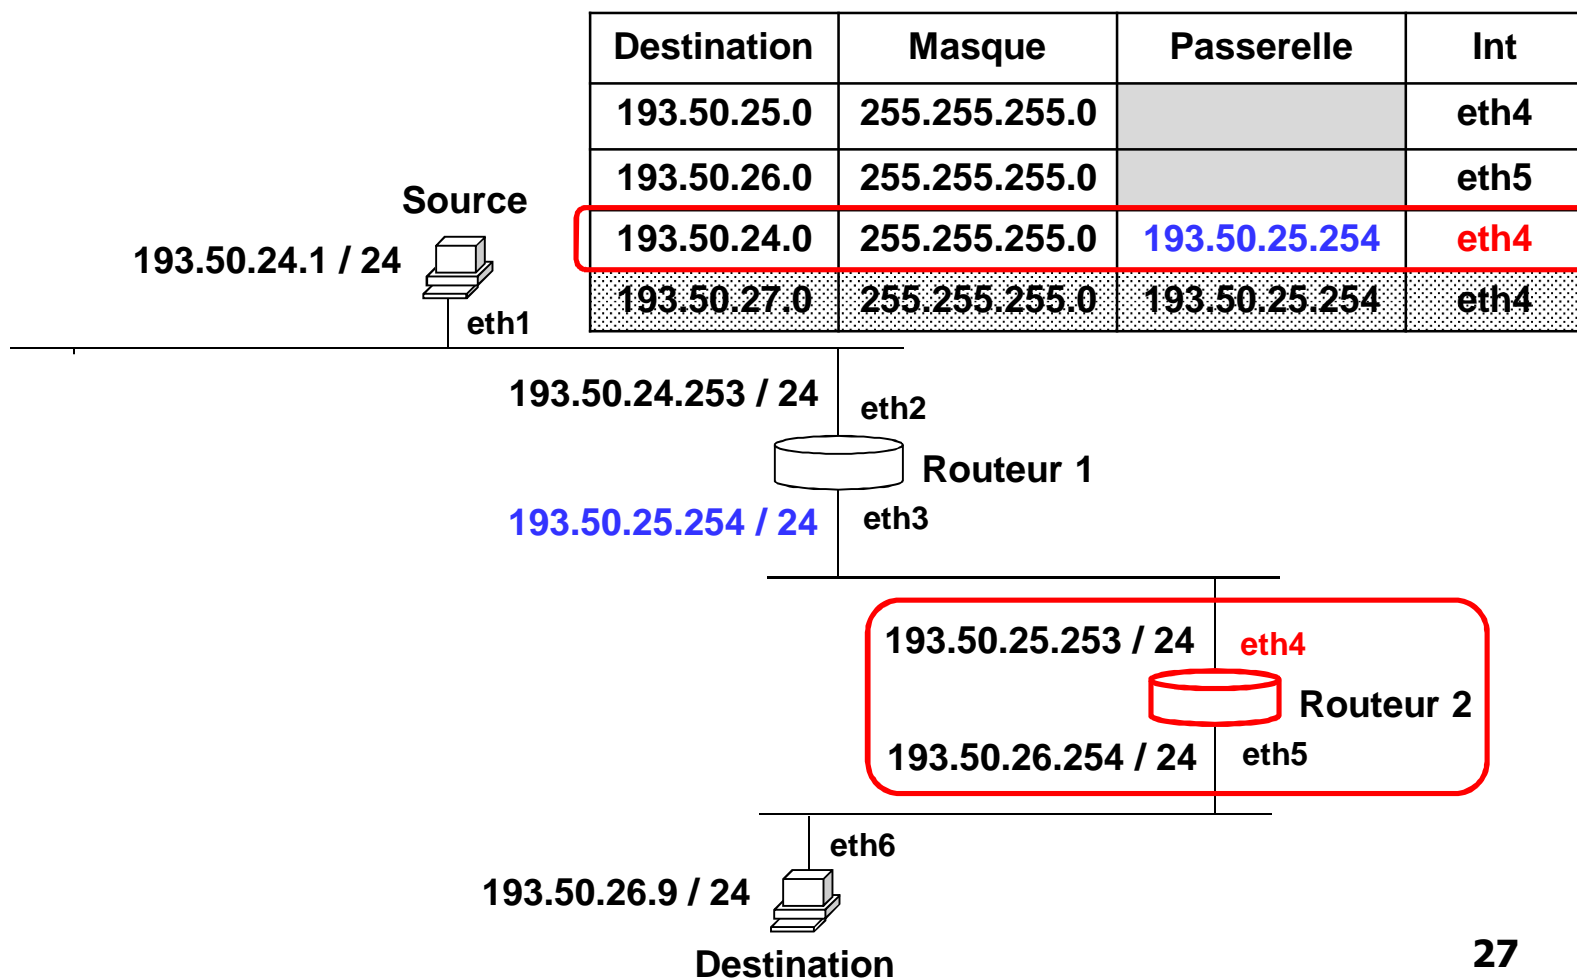 Destination Masque Passerelle Int
193.50.25.0 255.255.255.0 eth4
193.50.26.0 255.255.255.0 eth5
193.50.24.0 255.255.255.0 193.50.25.254 eth4
193.50.27.0 255.255.255.0 193.50.25.254 eth4
Source
193.50.24.1 / 24
eth1
193.50.24.253 / 24 eth2
Routeur 1
193.50.25.254 / 24 eth3
193.50.25.253 / 24 eth4
Routeur 2
193.50.26.254 / 24 eth5
eth6
193.50.26.9 / 24
Destination
27